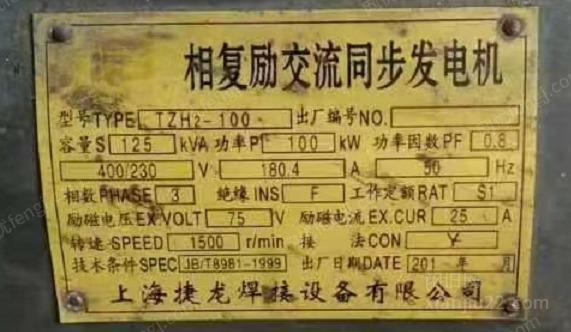 相复励交流同步发电机
型号TYPE TZH2-100 出厂编号NO.
容量S 125 kVA 功率P 100 kW 功率因数PF 0.8
400/230 V 180.4 A 50 Hz
相数PHASE 3 绝缘INS F 工作定额RAT S1
励磁电压EX.VOLT 75 V 励磁电流EX.CUR 25 A
转速SPEED 1500 r/min 接法CON Y
技术条件SPEC JB/T8981-1999 出厂日期DATE 201 年 月
上海捷龙焊接设备有限公司